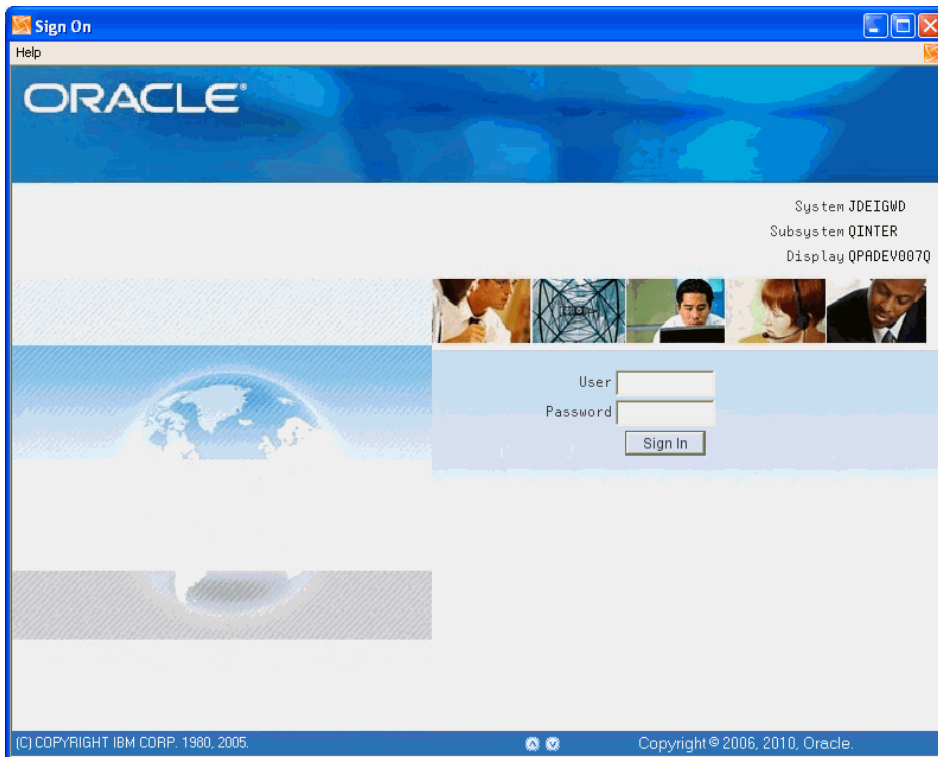 Sign On
Help
ORACLE®
System JDEIGWD
Subsystem QINTER
Display QPADEV007Q
User
Password
Sign In
(C) COPYRIGHT IBM CORP. 1980, 2005.
Copyright © 2006, 2010, Oracle.